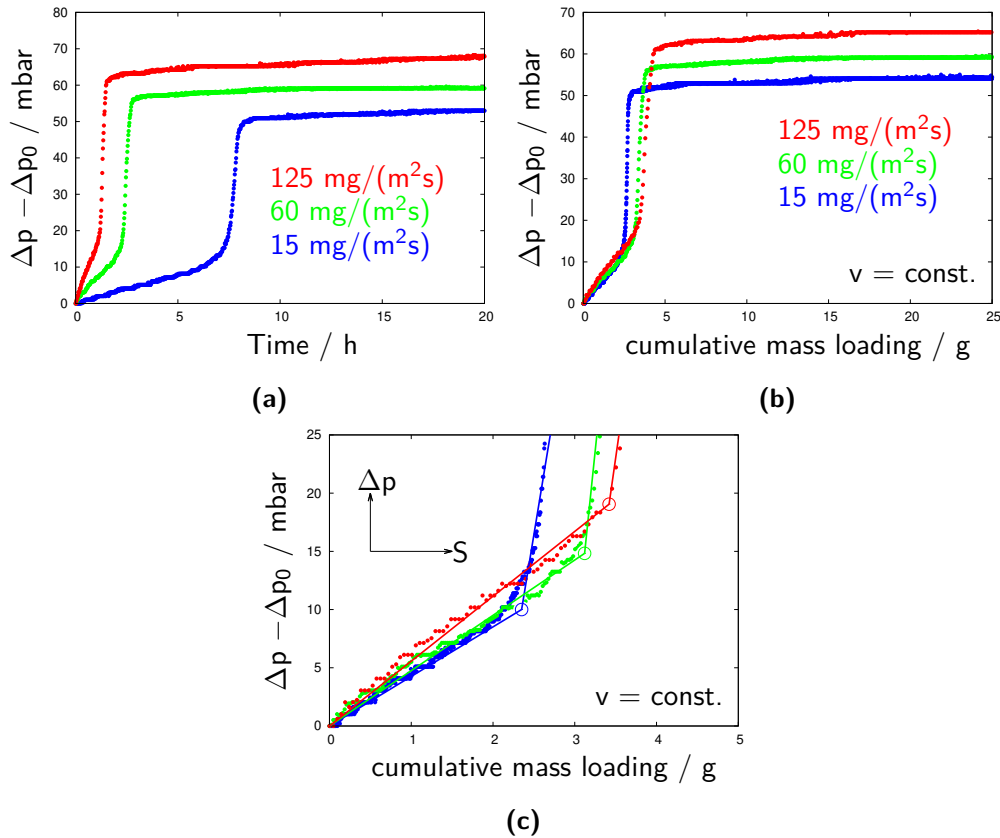 80
70
60
50
40
30
20
10
0
0 5 10 15 20
Δp − Δp₀ / mbar
Time / h
125 mg/(m²s)
60 mg/(m²s)
15 mg/(m²s)
(a)
70
60
50
40
30
20
10
0
0 5 10 15 20 25
Δp − Δp₀ / mbar
cumulative mass loading / g
125 mg/(m²s)
60 mg/(m²s)
15 mg/(m²s)
v = const.
(b)
25
20
15
10
5
0
0 1 2 3 4 5
Δp − Δp₀ / mbar
cumulative mass loading / g
Δp
S
v = const.
(c)